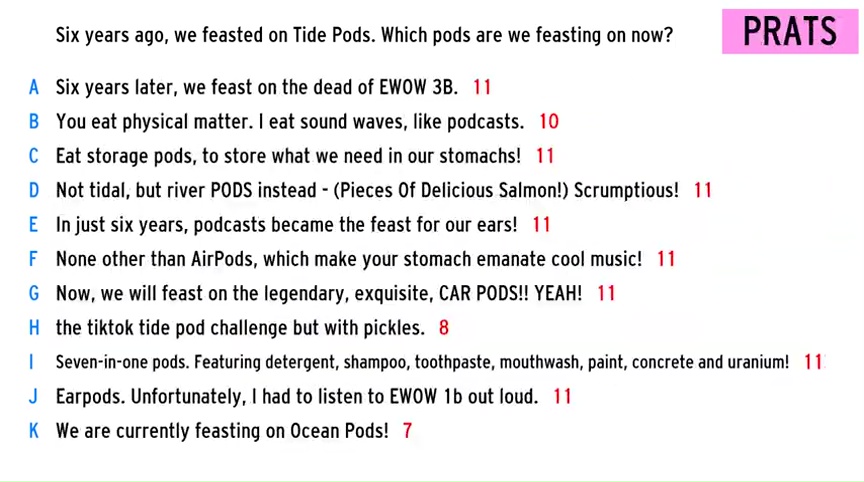 Six years ago, we feasted on Tide Pods. Which pods are we feasting on now?
PRATS
A Six years later, we feast on the dead of EWOW 3B. 11
B You eat physical matter. I eat sound waves, like podcasts. 10
C Eat storage pods, to store what we need in our stomachs! 11
D Not tidal, but river PODS instead - (Pieces Of Delicious Salmon!) Scrumptious! 11
E In just six years, podcasts became the feast for our ears! 11
F None other than AirPods, which make your stomach emanate cool music! 11
G Now, we will feast on the legendary, exquisite, CAR PODS!! YEAH! 11
H the tiktok tide pod challenge but with pickles. 8
I Seven-in-one pods. Featuring detergent, shampoo, toothpaste, mouthwash, paint, concrete and uranium! 11
J Earpods. Unfortunately, I had to listen to EWOW 1b out loud. 11
K We are currently feasting on Ocean Pods! 7